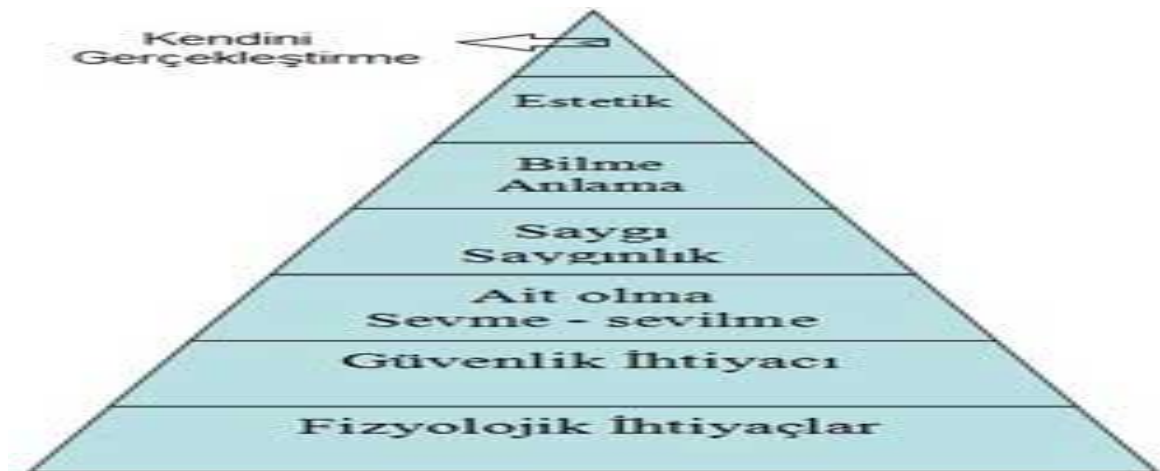 Kendini
Gerçekleştirme
Estetik
Bilme
Anlama
Saygı
Saygınlık
Ait olma
Sevme - sevilme
Güvenlik İhtiyacı
Fizyolojik İhtiyaçlar